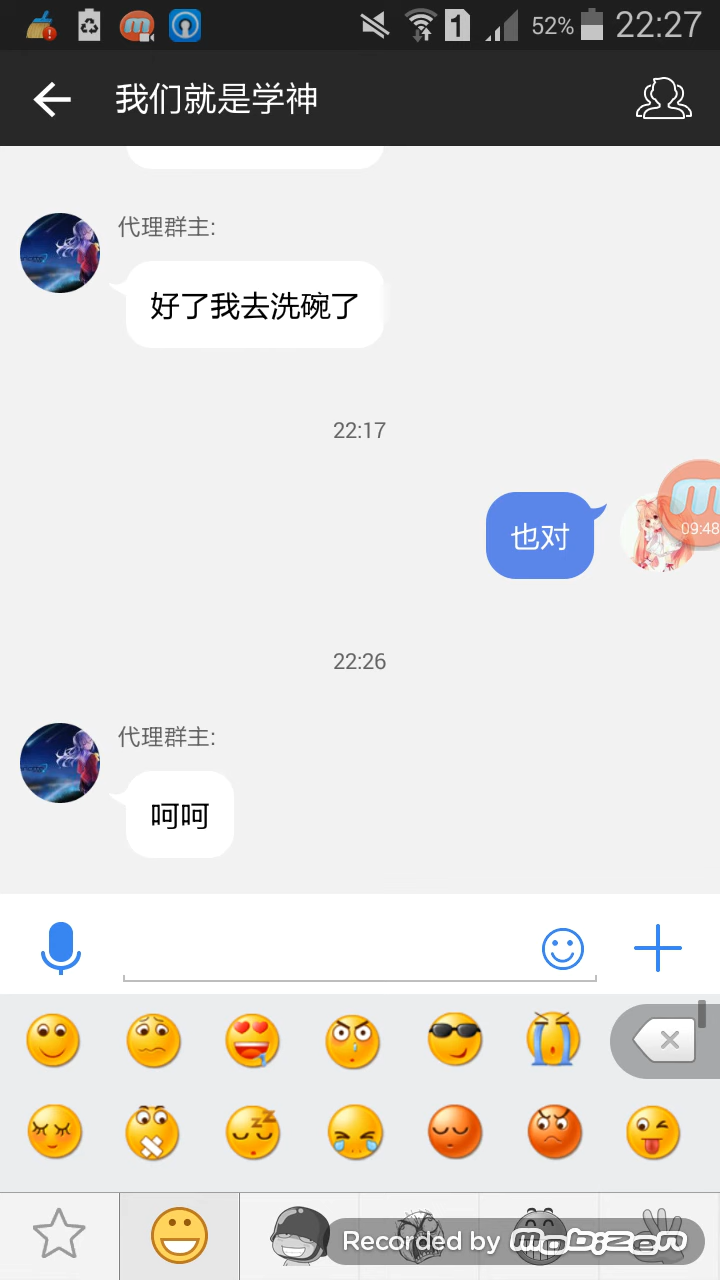 1 52% 22:27
我们就是学神
代理群主:
好了我去洗碗了
22:17
也对
09:48
22:26
代理群主:
呵呵
Recorded by mobizen